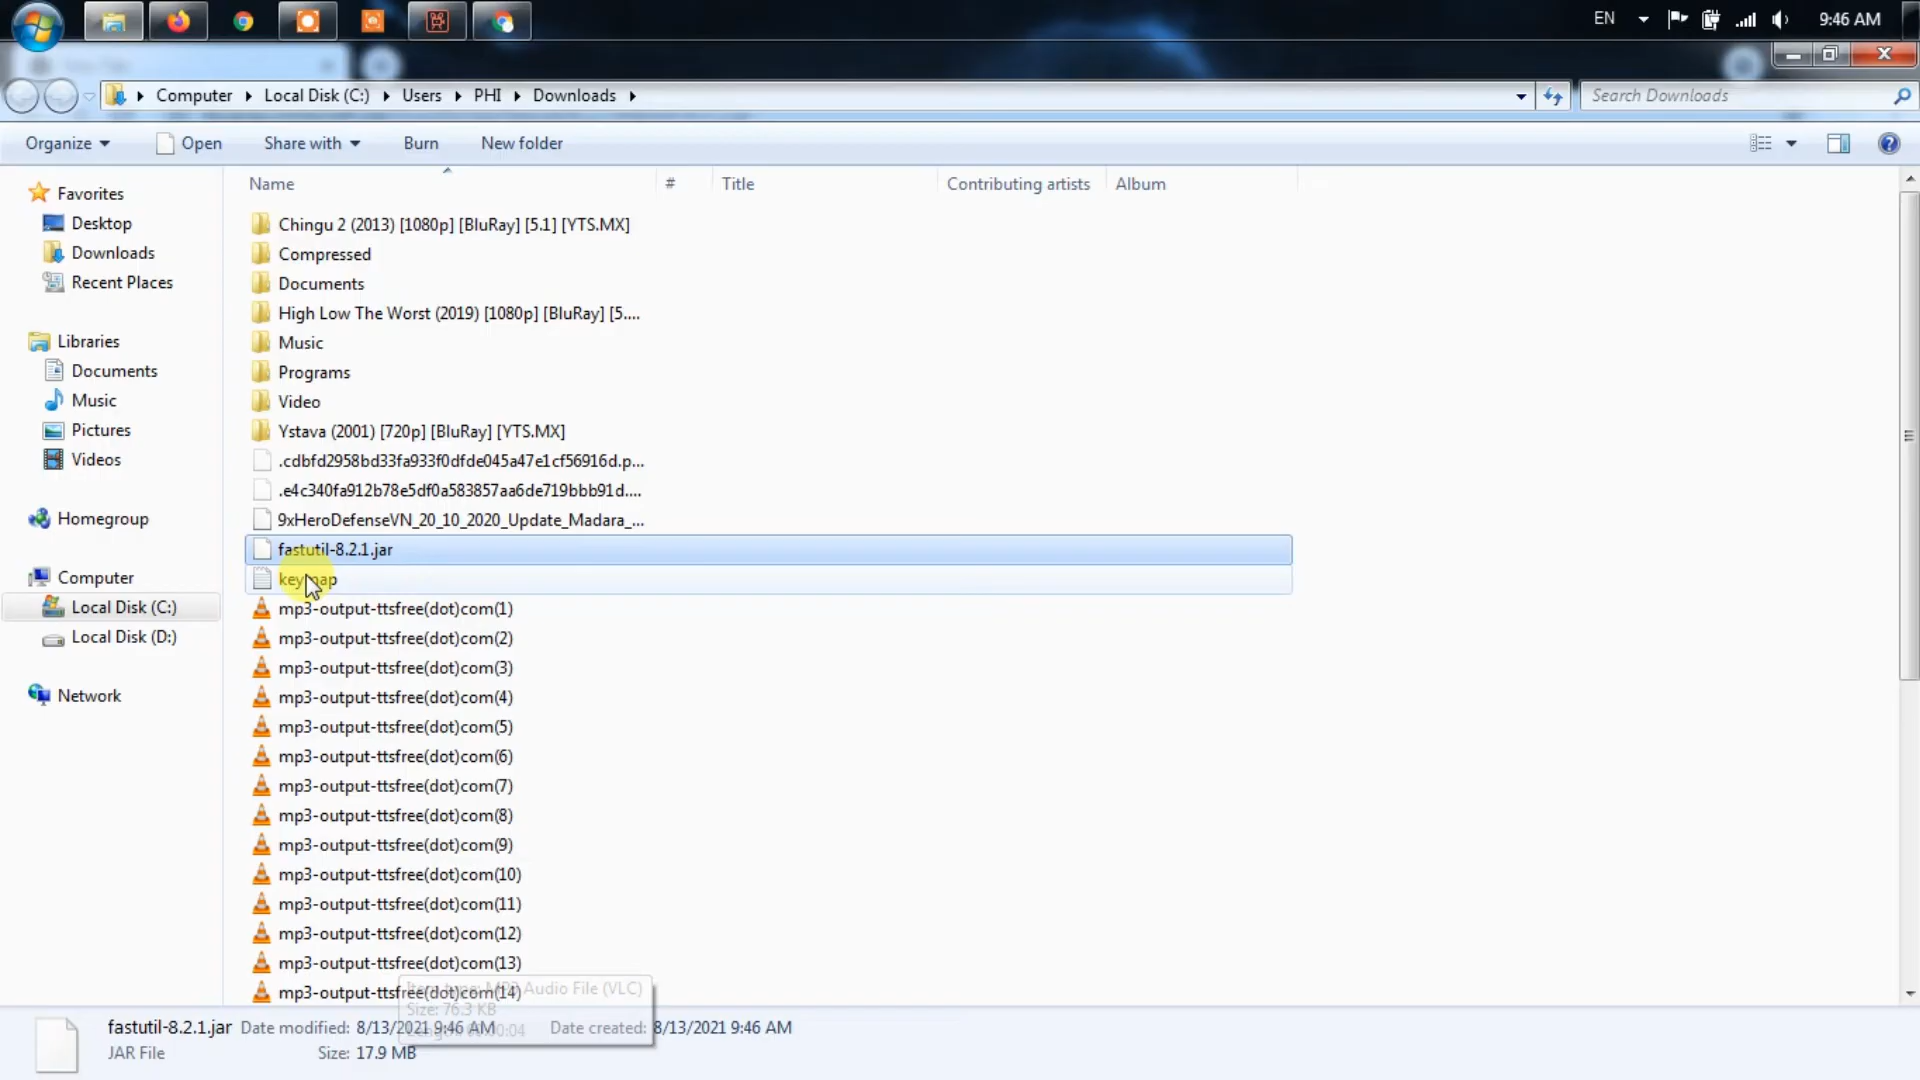 EN
9:46 AM
Computer
Local Disk (C:)
Users
PHI
Downloads
Search Downloads
Organize
Open
Share with
Burn
New folder
Name
#
Title
Contributing artists
Album
Favorites
Desktop
Downloads
Recent Places
Libraries
Documents
Music
Pictures
Videos
Homegroup
Computer
Local Disk (C:)
Local Disk (D:)
Network
Chingu 2 (2013) [1080p] [BluRay] [5.1] [YTS.MX]
Compressed
Documents
High Low The Worst (2019) [1080p] [BluRay] [5....
Music
Programs
Video
Ystava (2001) [720p] [BluRay] [YTS.MX]
.cdbfd2958bd33fa933f0dfde045a47e1cf56916d.p...
.e4c340fa912b78e5df0a583857aa6de719bbb91d....
9xHeroDefenseVN_20_10_2020_Update_Madara_...
fastutil-8.2.1.jar
keymap
mp3-output-ttsfree(dot)com(1)
mp3-output-ttsfree(dot)com(2)
mp3-output-ttsfree(dot)com(3)
mp3-output-ttsfree(dot)com(4)
mp3-output-ttsfree(dot)com(5)
mp3-output-ttsfree(dot)com(6)
mp3-output-ttsfree(dot)com(7)
mp3-output-ttsfree(dot)com(8)
mp3-output-ttsfree(dot)com(9)
mp3-output-ttsfree(dot)com(10)
mp3-output-ttsfree(dot)com(11)
mp3-output-ttsfree(dot)com(12)
mp3-output-ttsfree(dot)com(13)
mp3-output-ttsfree(dot)com(14)
Item type: MP3 Audio File (VLC)
Size: 76.3 KB
fastutil-8.2.1.jar Date modified: 8/13/2021 9:46 AM Date created: 8/13/2021 9:46 AM
JAR File Size: 17.9 MB